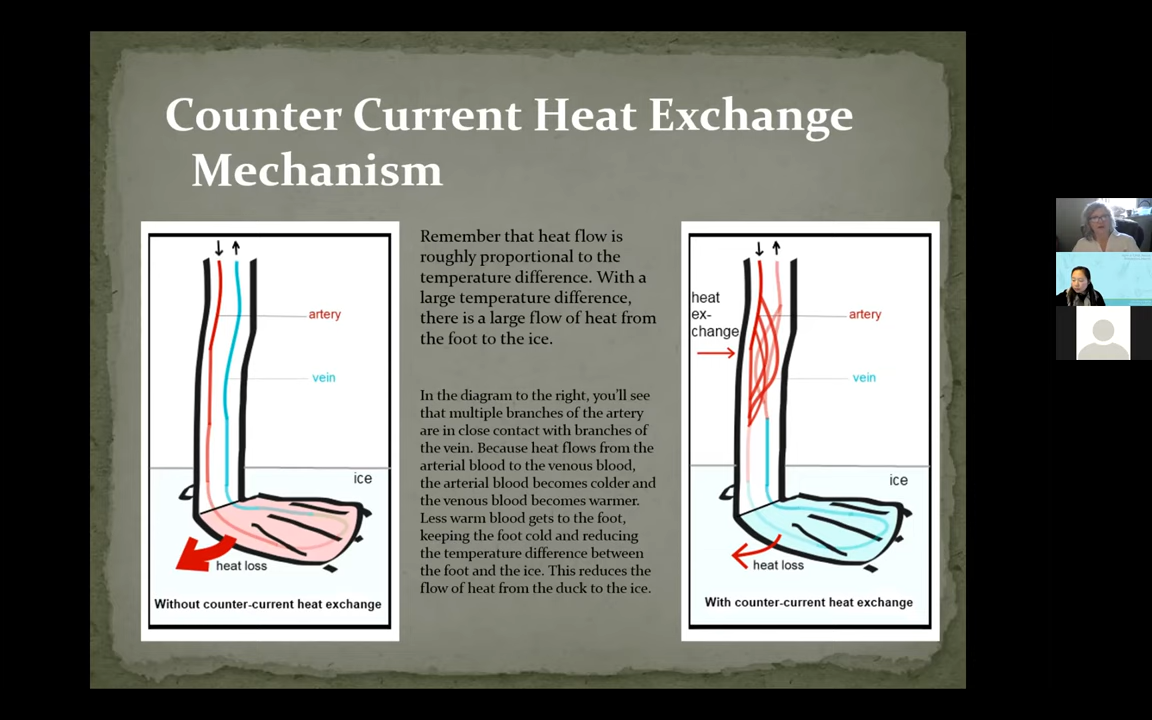 Counter Current Heat Exchange
Mechanism
artery
vein
ice
heat loss
Without counter-current heat exchange
Remember that heat flow is
roughly proportional to the
temperature difference. With a
large temperature difference,
there is a large flow of heat from
the foot to the ice.
In the diagram to the right, you'll see
that multiple branches of the artery
are in close contact with branches of
the vein. Because heat flows from the
arterial blood to the venous blood,
the arterial blood becomes colder and
the venous blood becomes warmer.
Less warm blood gets to the foot,
keeping the foot cold and reducing
the temperature difference between
the foot and the ice. This reduces the
flow of heat from the duck to the ice.
heat
ex-
change
artery
vein
ice
heat loss
With counter-current heat exchange